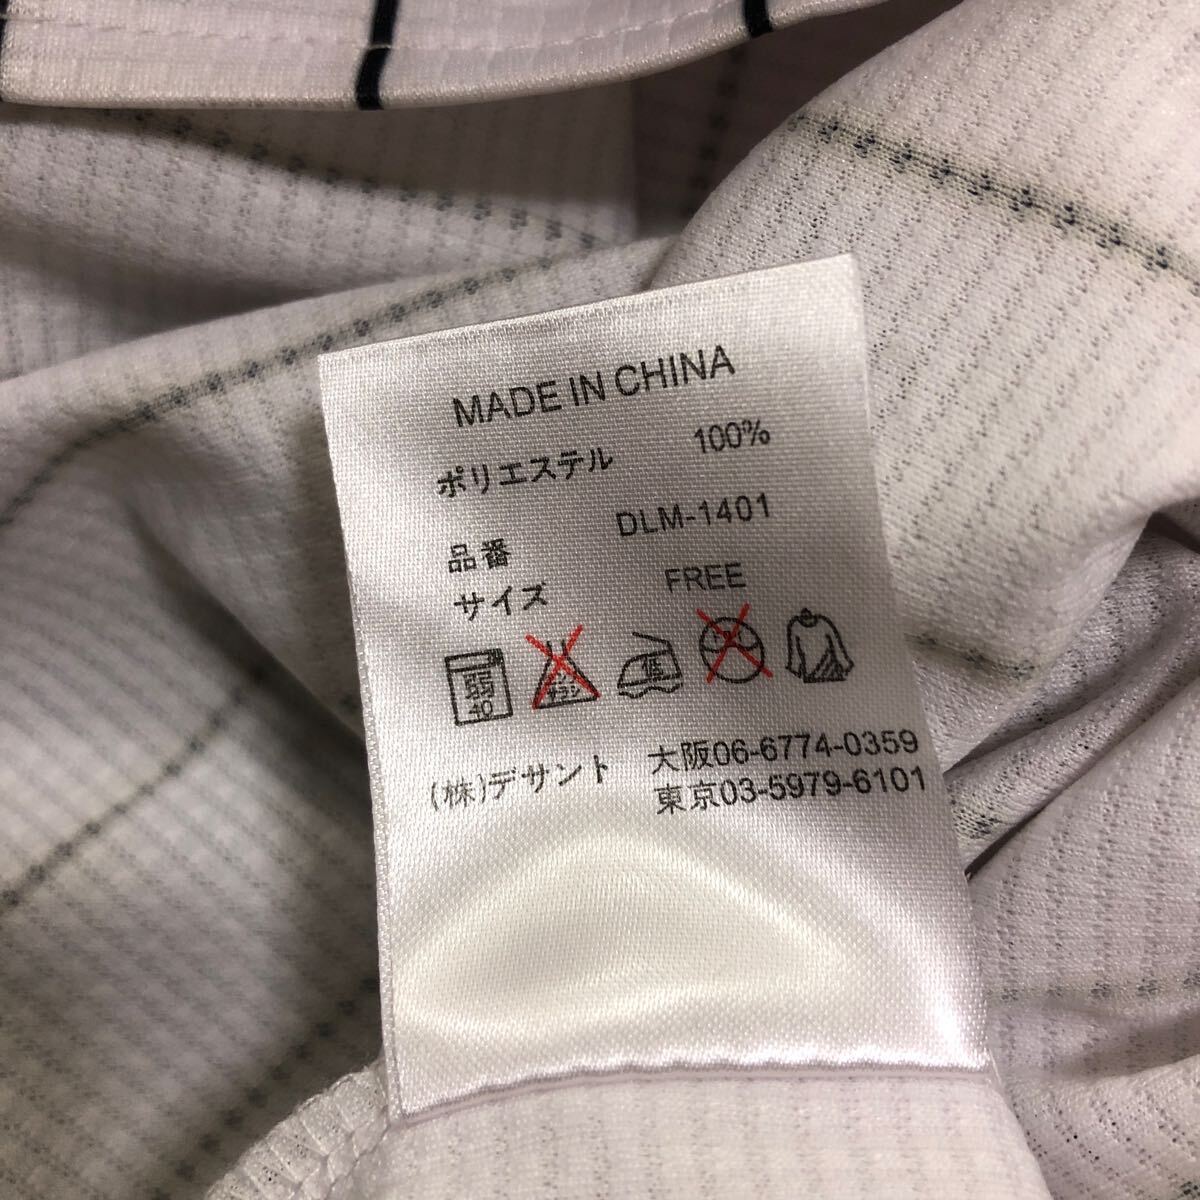 MADE IN CHINA
ポリエステル 100%
品番 DLM-1401
サイズ FREE
弱 40 低
(株)デサント 大阪06-6774-0359
東京03-5979-6101